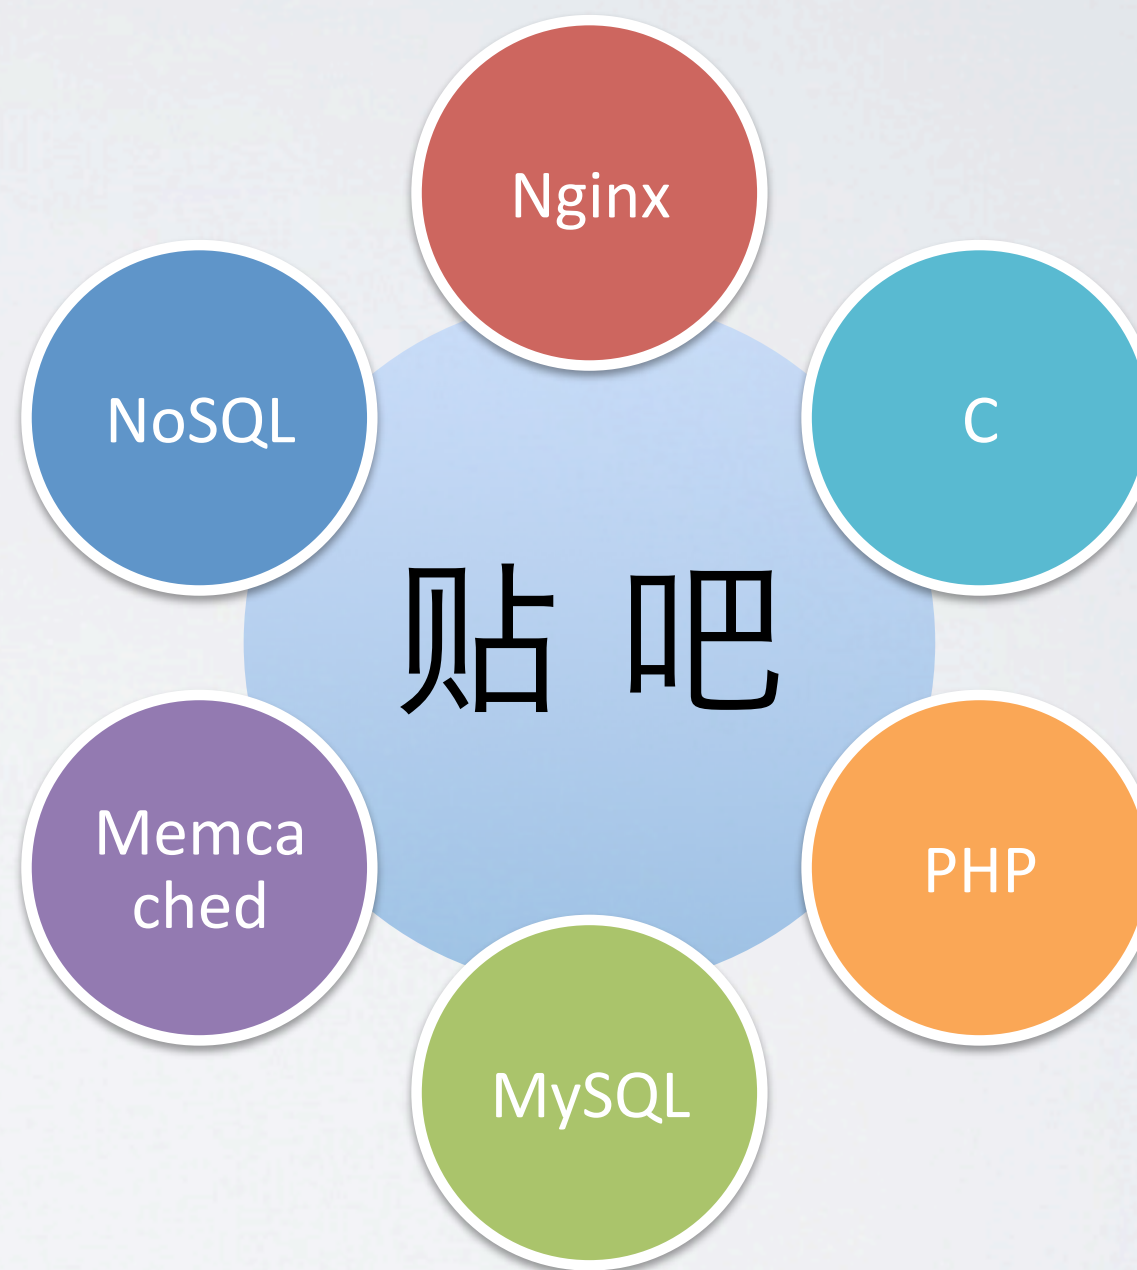 Nginx
NoSQL
C
贴 吧
Memca
ched
PHP
MySQL